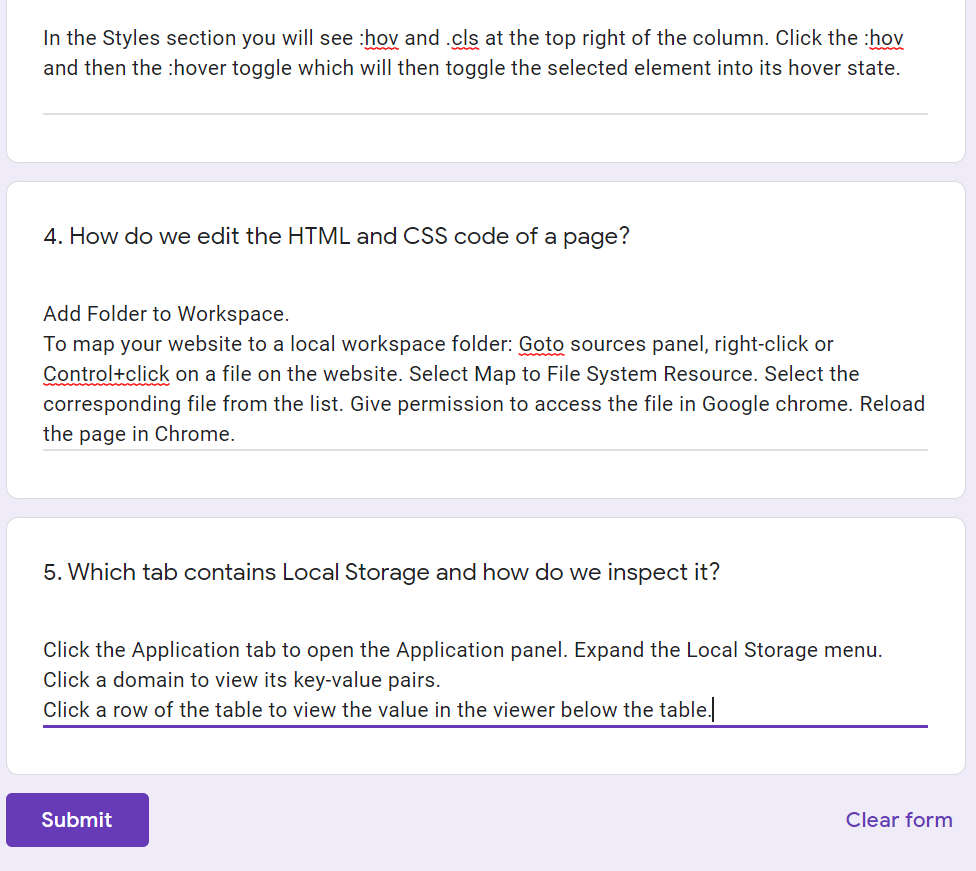 In the Styles section you will see :hov and .cls at the top right of the column. Click the :hov
and then the :hover toggle which will then toggle the selected element into its hover state.
4. How do we edit the HTML and CSS code of a page?
Add Folder to Workspace.
To map your website to a local workspace folder: Goto sources panel, right-click or
Control+click on a file on the website. Select Map to File System Resource. Select the
corresponding file from the list. Give permission to access the file in Google chrome. Reload
the page in Chrome.
5. Which tab contains Local Storage and how do we inspect it?
Click the Application tab to open the Application panel. Expand the Local Storage menu.
Click a domain to view its key-value pairs.
Click a row of the table to view the value in the viewer below the table.
Submit
Clear form